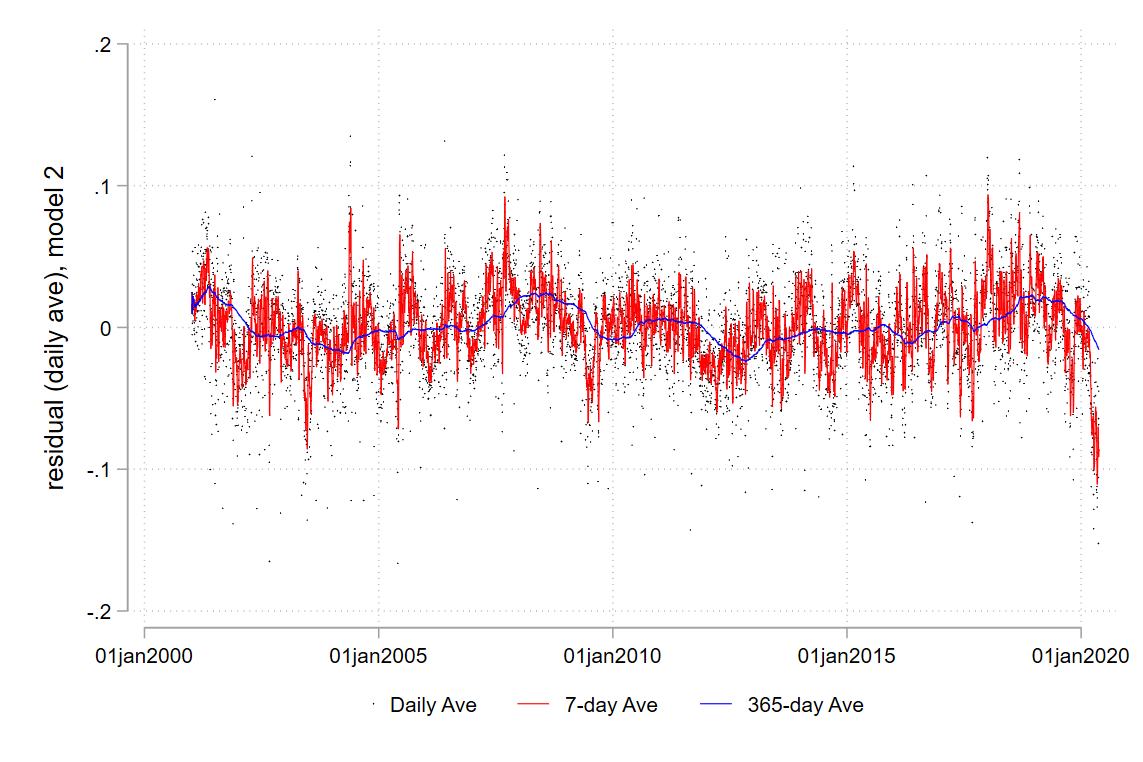 residual (daily ave), model 2
.2
.1
0
-.1
-.2
01jan2000 01jan2005 01jan2010 01jan2015 01jan2020
Daily Ave 7-day Ave 365-day Ave